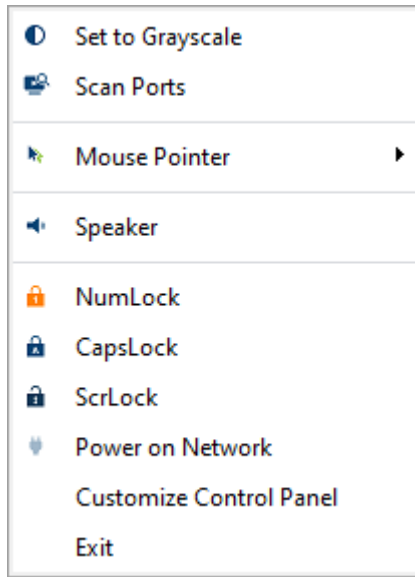 Set to Grayscale
Scan Ports
Mouse Pointer
Speaker
NumLock
CapsLock
ScrLock
Power on Network
Customize Control Panel
Exit